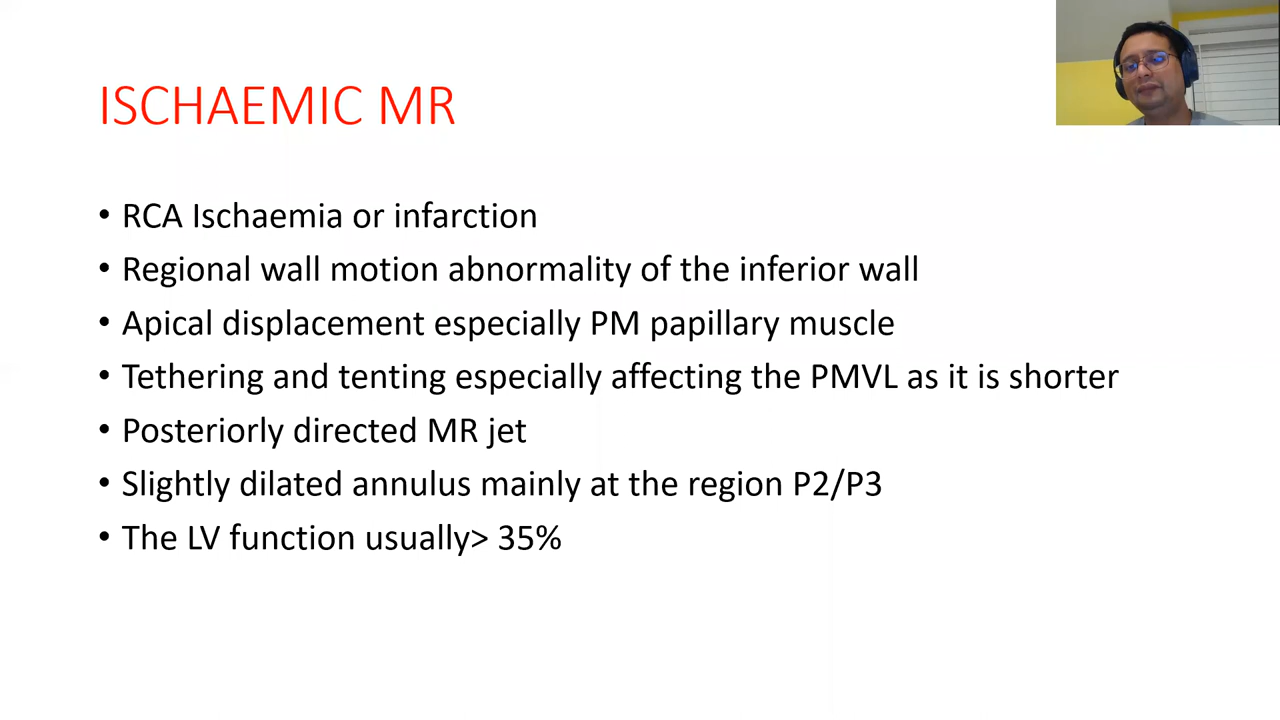 ISCHAEMIC MR
• RCA Ischaemia or infarction
• Regional wall motion abnormality of the inferior wall
• Apical displacement especially PM papillary muscle
• Tethering and tenting especially affecting the PMVL as it is shorter
• Posteriorly directed MR jet
• Slightly dilated annulus mainly at the region P2/P3
• The LV function usually> 35%